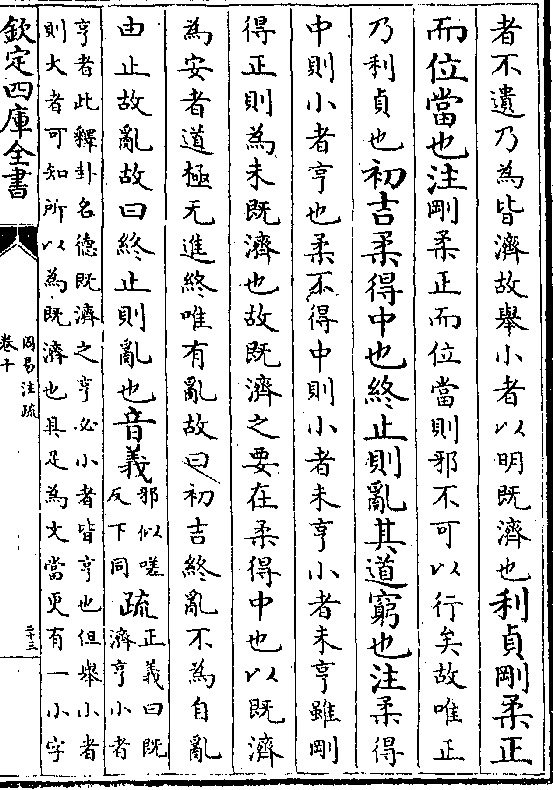 者不遺乃為皆濟故舉小者以明既濟也利貞剛柔正
而位當也注剛柔正而位當則邪不可以行矣故唯正
乃利貞也初吉柔得中也終止則亂其道窮也注柔得
中則小者亨也柔不得中則小者未亨小者未亨雖剛
得正則為未既濟也故既濟之要在柔得中也以既濟
為安者道極无進終唯有亂故曰初吉終亂不為自亂
由止故亂故曰終止則亂也音義邪似嗟
反下同疏正義曰既
濟亨小者
亨者此釋卦名德既濟之亨必小者皆亨也但舉小者
則大者可知所以為既濟也具足為文當更有一小字
欽定四庫全書
周易注疏
卷十
二十三